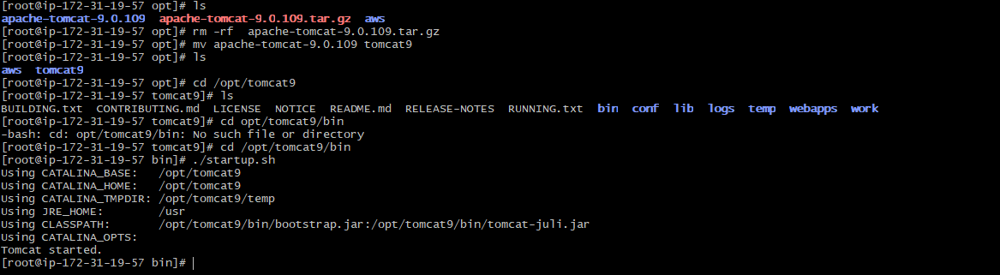 [root@ip-172-31-19-57 opt]# ls
apache-tomcat-9.0.109  apache-tomcat-9.0.109.tar.gz  aws
[root@ip-172-31-19-57 opt]# rm -rf  apache-tomcat-9.0.109.tar.gz
[root@ip-172-31-19-57 opt]# mv apache-tomcat-9.0.109 tomcat9
[root@ip-172-31-19-57 opt]# ls
aws  tomcat9
[root@ip-172-31-19-57 opt]# cd /opt/tomcat9
[root@ip-172-31-19-57 tomcat9]# ls
BUILDING.txt  CONTRIBUTING.md  LICENSE  NOTICE  README.md  RELEASE-NOTES  RUNNING.txt  bin  conf  lib  logs  temp  webapps  work
[root@ip-172-31-19-57 tomcat9]# cd opt/tomcat9/bin
-bash: cd: opt/tomcat9/bin: No such file or directory
[root@ip-172-31-19-57 tomcat9]# cd /opt/tomcat9/bin
[root@ip-172-31-19-57 bin]# ./startup.sh
Using CATALINA_BASE:   /opt/tomcat9
Using CATALINA_HOME:   /opt/tomcat9
Using CATALINA_TMPDIR: /opt/tomcat9/temp
Using JRE_HOME:        /usr
Using CLASSPATH:       /opt/tomcat9/bin/bootstrap.jar:/opt/tomcat9/bin/tomcat-juli.jar
Using CATALINA_OPTS:
Tomcat started.
[root@ip-172-31-19-57 bin]#